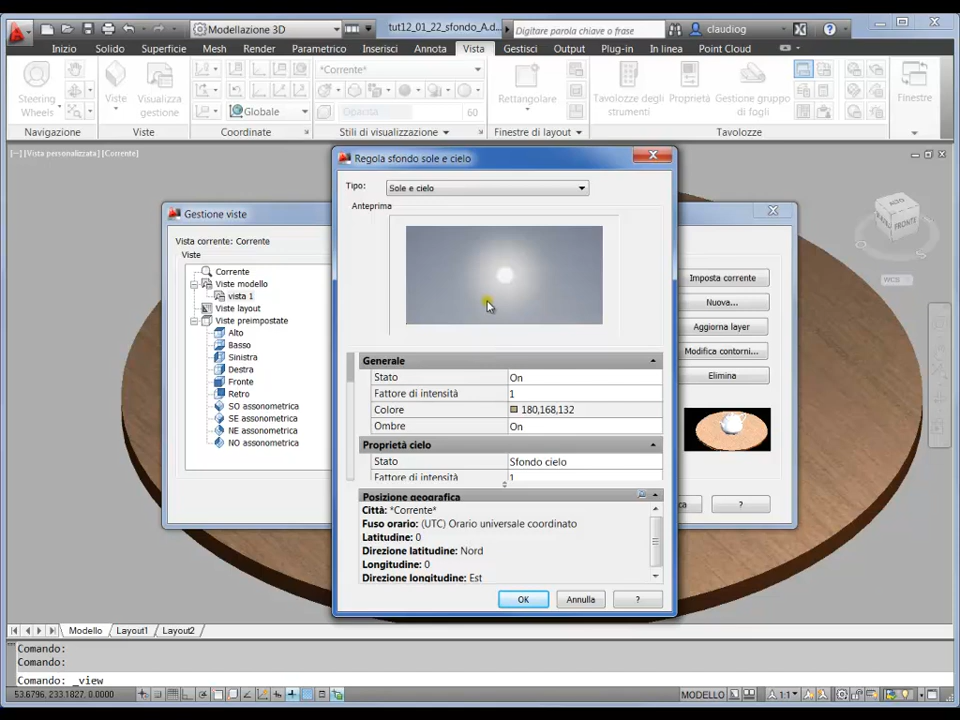 Modellazione 3D
tut12_01_22_sfondo_A.d...
Digitare parola chiave o frase
claudiog
Inizio Solido Superficie Mesh Render Parametrico Inserisci Annota Vista Gestisci Output Plug-in In linea Point Cloud
*Corrente*
Steering Wheels
Viste
Visualizza gestione
Globale
Opacità 60
Rettangolare
Tavolozze degli strumenti
Proprietà
Gestione gruppo di fogli
Finestre
Navigazione Viste Coordinate Stili di visualizzazione Finestre di layout Tavolozze
[−][Vista personalizzata][Corrente]
Regola sfondo sole e cielo
Tipo: Sole e cielo
Anteprima
Gestione viste
Vista corrente: Corrente
Viste
Corrente
Viste modello
vista 1
Viste layout
Viste preimpostate
Alto
Basso
Sinistra
Destra
Fronte
Retro
SO assonometrica
SE assonometrica
NE assonometrica
NO assonometrica
Imposta corrente
Nuova...
Aggiorna layer
Modifica contorni...
Elimina
?
FRONTE
WCS
Generale
Stato On
Fattore di intensità 1
Colore 180,168,132
Ombre On
Proprietà cielo
Stato Sfondo cielo
Fattore di intensità 1
Posizione geografica
Città: *Corrente*
Fuso orario: (UTC) Orario universale coordinato
Latitudine: 0
Direzione latitudine: Nord
Longitudine: 0
Direzione longitudine: Est
OK Annulla ?
Modello Layout1 Layout2
Comando:
Comando:
Comando: _view
53.6796, 233.1827, 0.0000
MODELLO
1:1